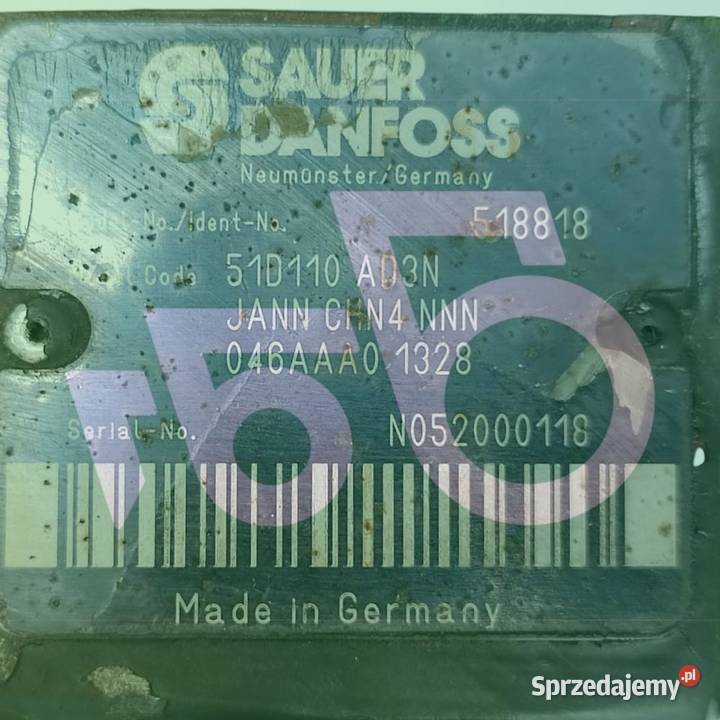 SAUER
DANFOSS
Neumünster/Germany
-No./Ident-No. 518818
Code 51D110 AD3N
JANN CHN4 NNN
046AAA0 1328
Serial-No. N052000118
Made in Germany
Sprzedajemy.pl